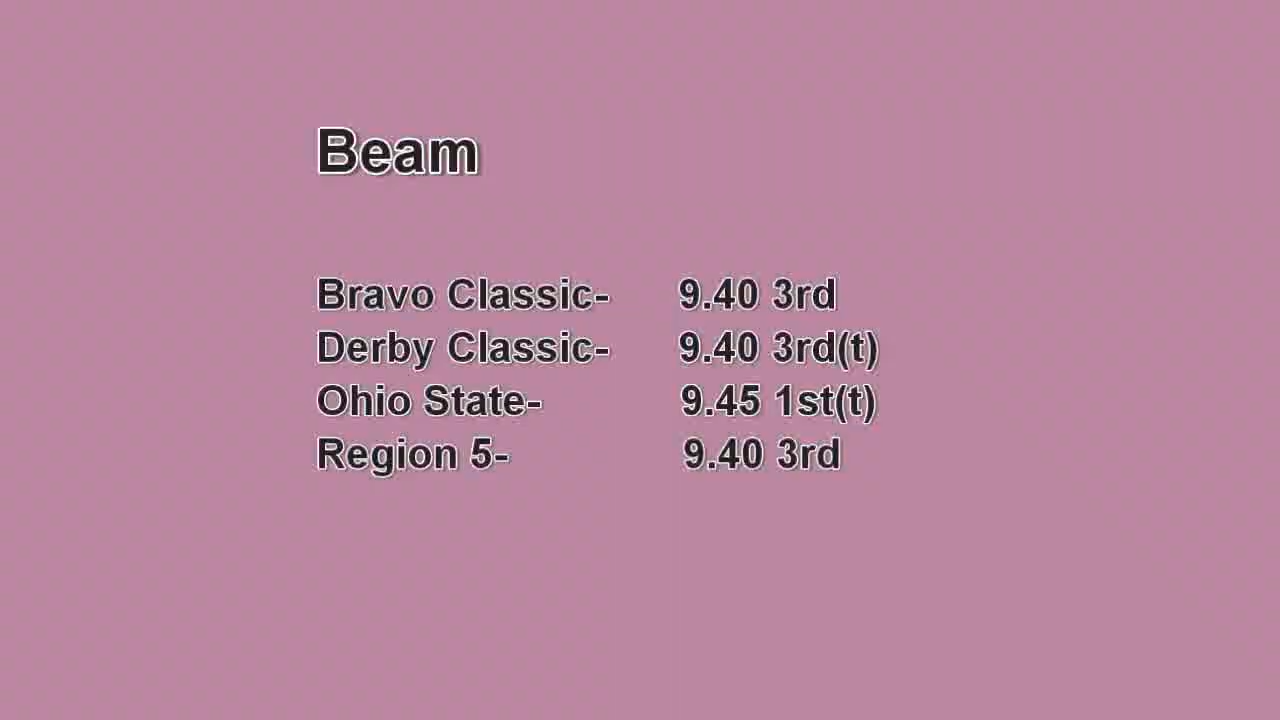 Beam
Bravo Classic- 9.40 3rd
Derby Classic- 9.40 3rd(t)
Ohio State- 9.45 1st(t)
Region 5- 9.40 3rd